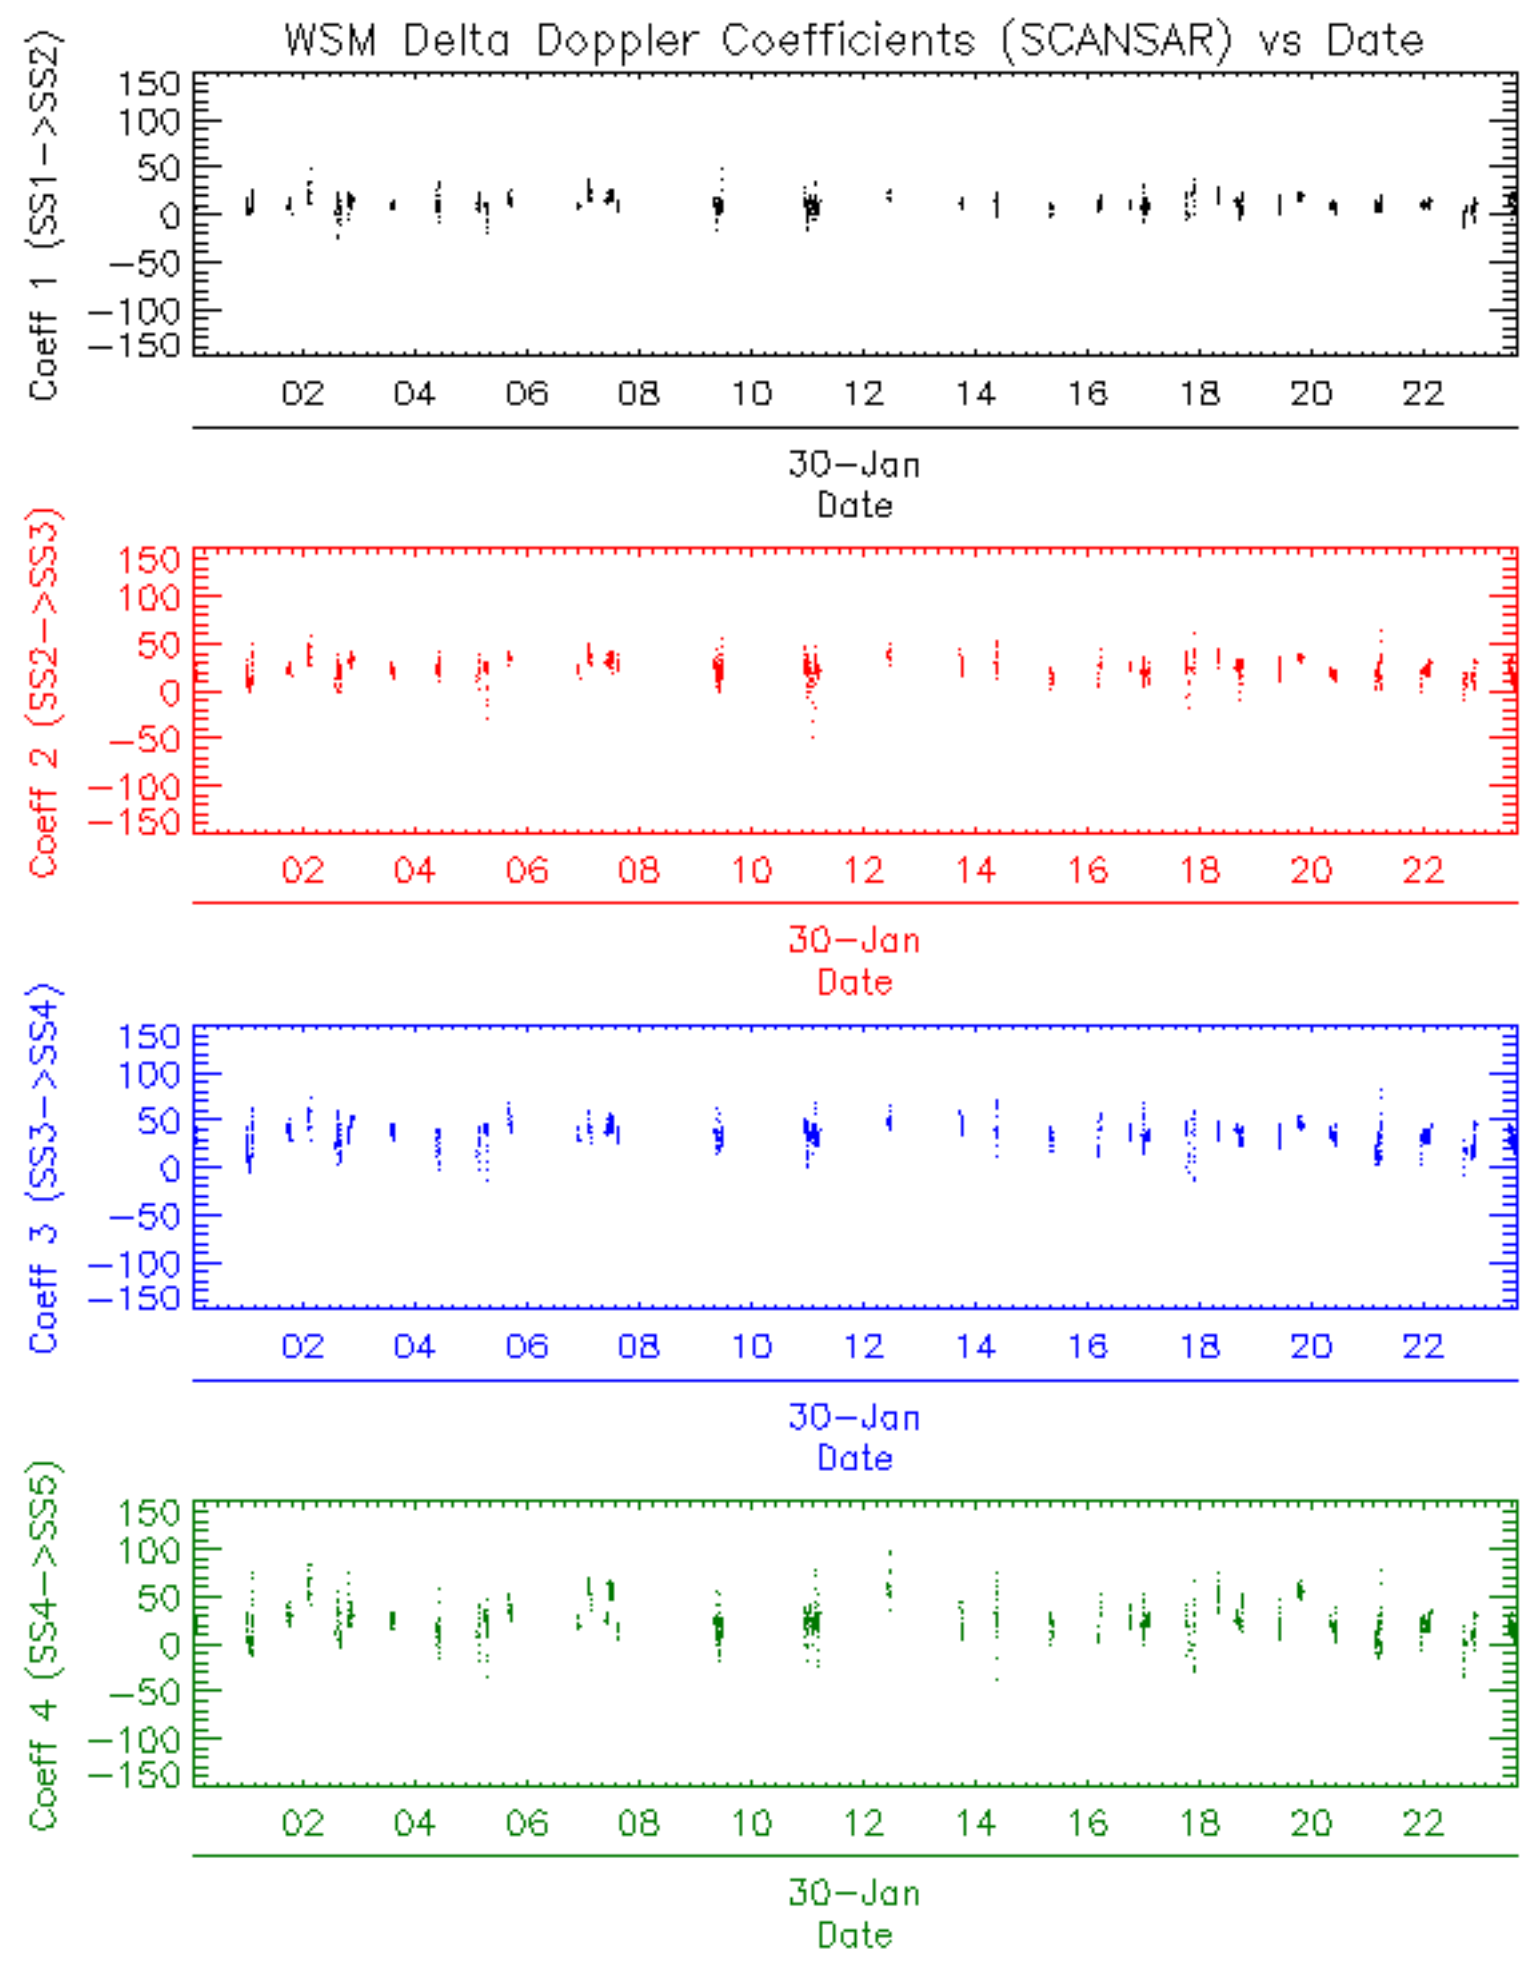 WSM Delta Doppler Coefficients (SCANSAR) vs Date
Coeff 1 (SS1->SS2)
150
100
50
0
-50
-100
-150
02 04 06 08 10 12 14 16 18 20 22
30-Jan
Date
Coeff 2 (SS2->SS3)
150
100
50
0
-50
-100
-150
02 04 06 08 10 12 14 16 18 20 22
30-Jan
Date
Coeff 3 (SS3->SS4)
150
100
50
0
-50
-100
-150
02 04 06 08 10 12 14 16 18 20 22
30-Jan
Date
Coeff 4 (SS4->SS5)
150
100
50
0
-50
-100
-150
02 04 06 08 10 12 14 16 18 20 22
30-Jan
Date